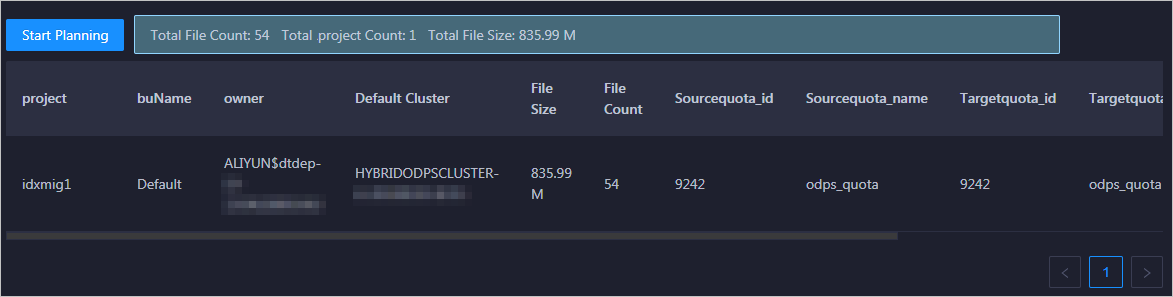 Start Planning
Total File Count: 54 Total .project Count: 1 Total File Size: 835.99 M
project buName owner Default Cluster File Size File Count Sourcequota_id Sourcequota_name Targetquota_id Targetquota
idxmig1 Default ALIYUN$dtdep- HYBRIDODPSCLUSTER- 835.99 M 54 9242 odps_quota 9242 odps_quota
< 1 >